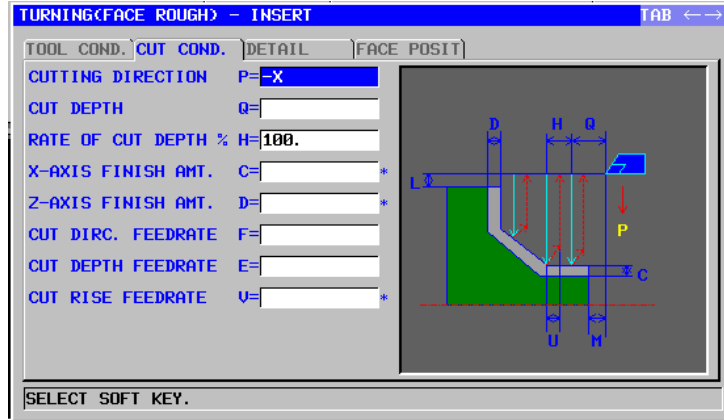 TURNING(FACE ROUGH) - INSERT TAB ←→
TOOL COND. CUT COND. DETAIL FACE POSIT
CUTTING DIRECTION P=-X
CUT DEPTH Q=
RATE OF CUT DEPTH % H=100.
X-AXIS FINISH AMT. C= *
Z-AXIS FINISH AMT. D= *
CUT DIRC. FEEDRATE F=
CUT DEPTH FEEDRATE E=
CUT RISE FEEDRATE V= *
D H Q
L
P
C
U M
SELECT SOFT KEY.